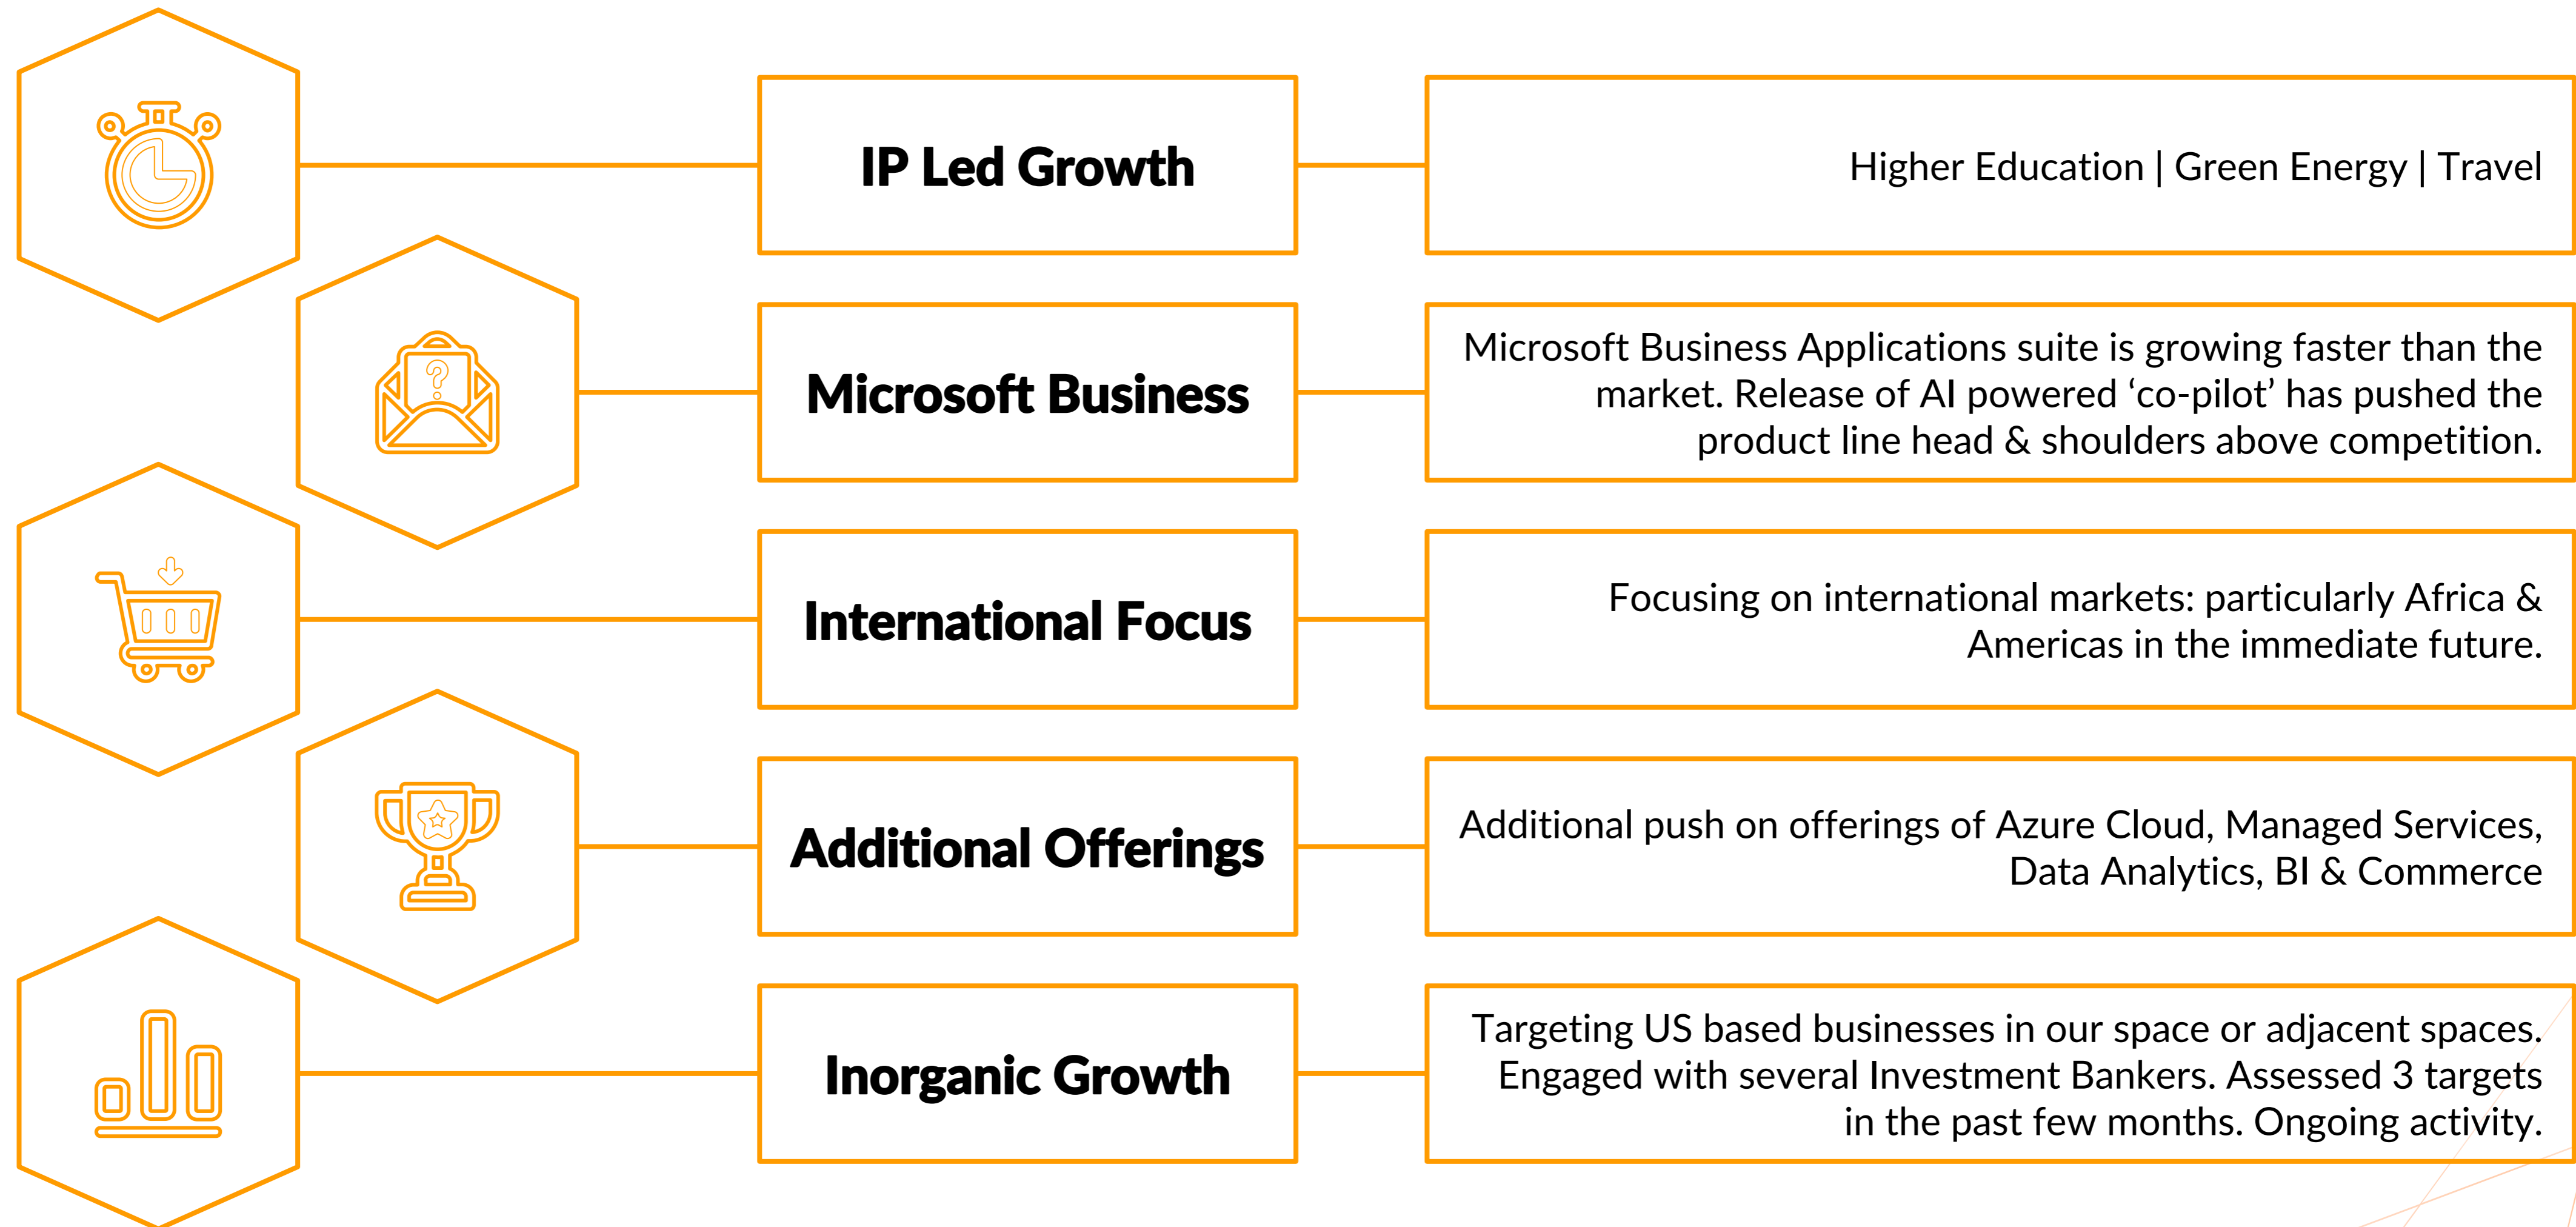 IP Led Growth
Higher Education | Green Energy | Travel
?
Microsoft Business
Microsoft Business Applications suite is growing faster than the
market. Release of AI powered ‘co-pilot’ has pushed the
product line head & shoulders above competition.
International Focus
Focusing on international markets: particularly Africa &
Americas in the immediate future.
Additional Offerings
Additional push on offerings of Azure Cloud, Managed Services,
Data Analytics, BI & Commerce
Inorganic Growth
Targeting US based businesses in our space or adjacent spaces.
Engaged with several Investment Bankers. Assessed 3 targets
in the past few months. Ongoing activity.